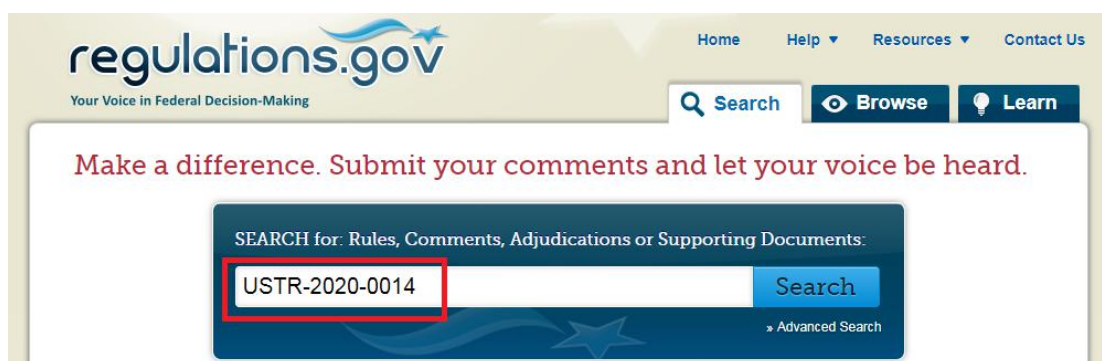 regulations.gov
Your Voice in Federal Decision-Making
Home Help ▼ Resources ▼ Contact Us
Search Browse Learn
Make a difference. Submit your comments and let your voice be heard.
SEARCH for: Rules, Comments, Adjudications or Supporting Documents:
USTR-2020-0014 Search
» Advanced Search